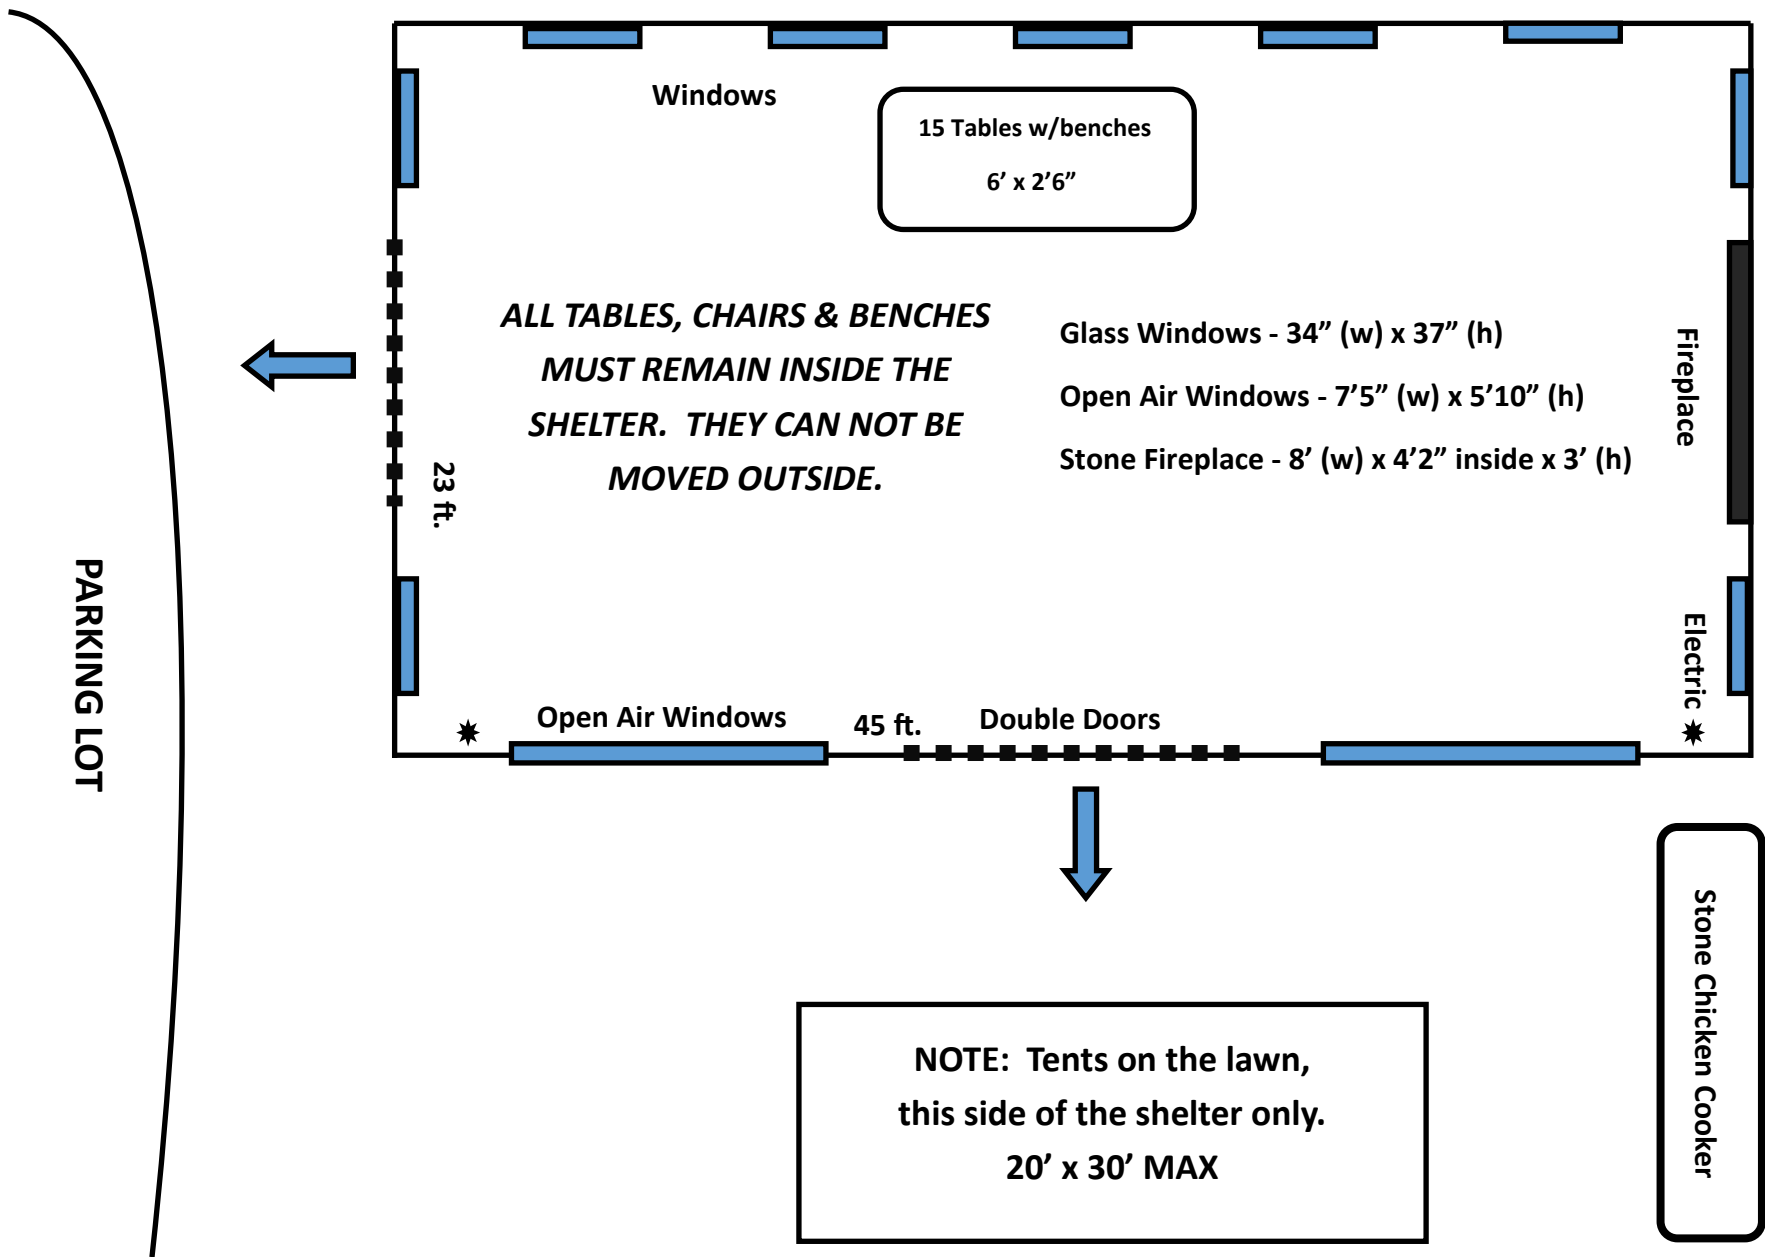 Windows
15 Tables w/benches
6’ x 2’6”
ALL TABLES, CHAIRS & BENCHES
MUST REMAIN INSIDE THE
SHELTER.  THEY CAN NOT BE
MOVED OUTSIDE.
Glass Windows - 34” (w) x 37” (h)
Open Air Windows - 7’5” (w) x 5’10” (h)
Stone Fireplace - 8’ (w) x 4’2” inside x 3’ (h)
Fireplace
23 ft.
PARKING LOT
Electric
Open Air Windows
45 ft.
Double Doors
Stone Chicken Cooker
NOTE:  Tents on the lawn,
this side of the shelter only.
20’ x 30’ MAX